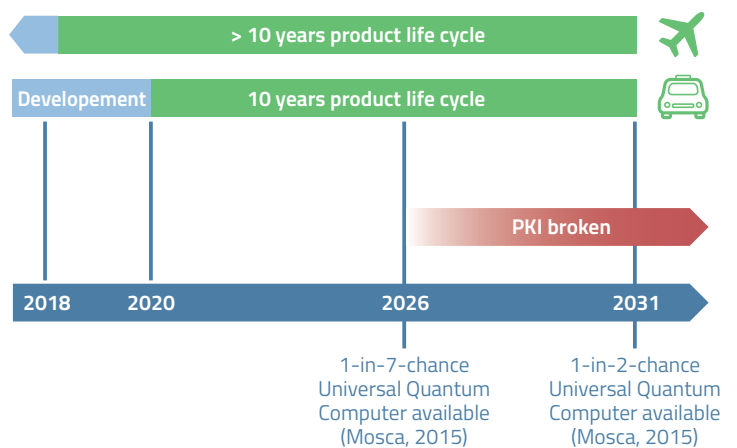 > 10 years product life cycle
Developement
10 years product life cycle
PKI broken
2018
2020
2026
2031
1-in-7-chance
Universal Quantum
Computer available
(Mosca, 2015)
1-in-2-chance
Universal Quantum
Computer available
(Mosca, 2015)